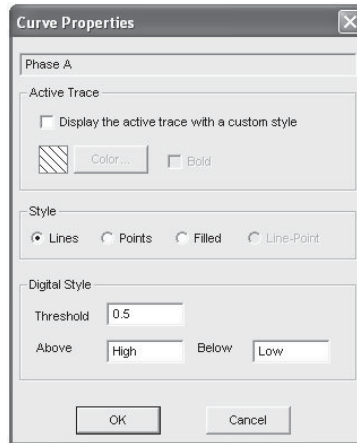 Curve Properties
Phase A
Active Trace
Display the active trace with a custom style
Color... Bold
Style
Lines Points Filled Line-Point
Digital Style
Threshold 0.5
Above High Below Low
OK Cancel